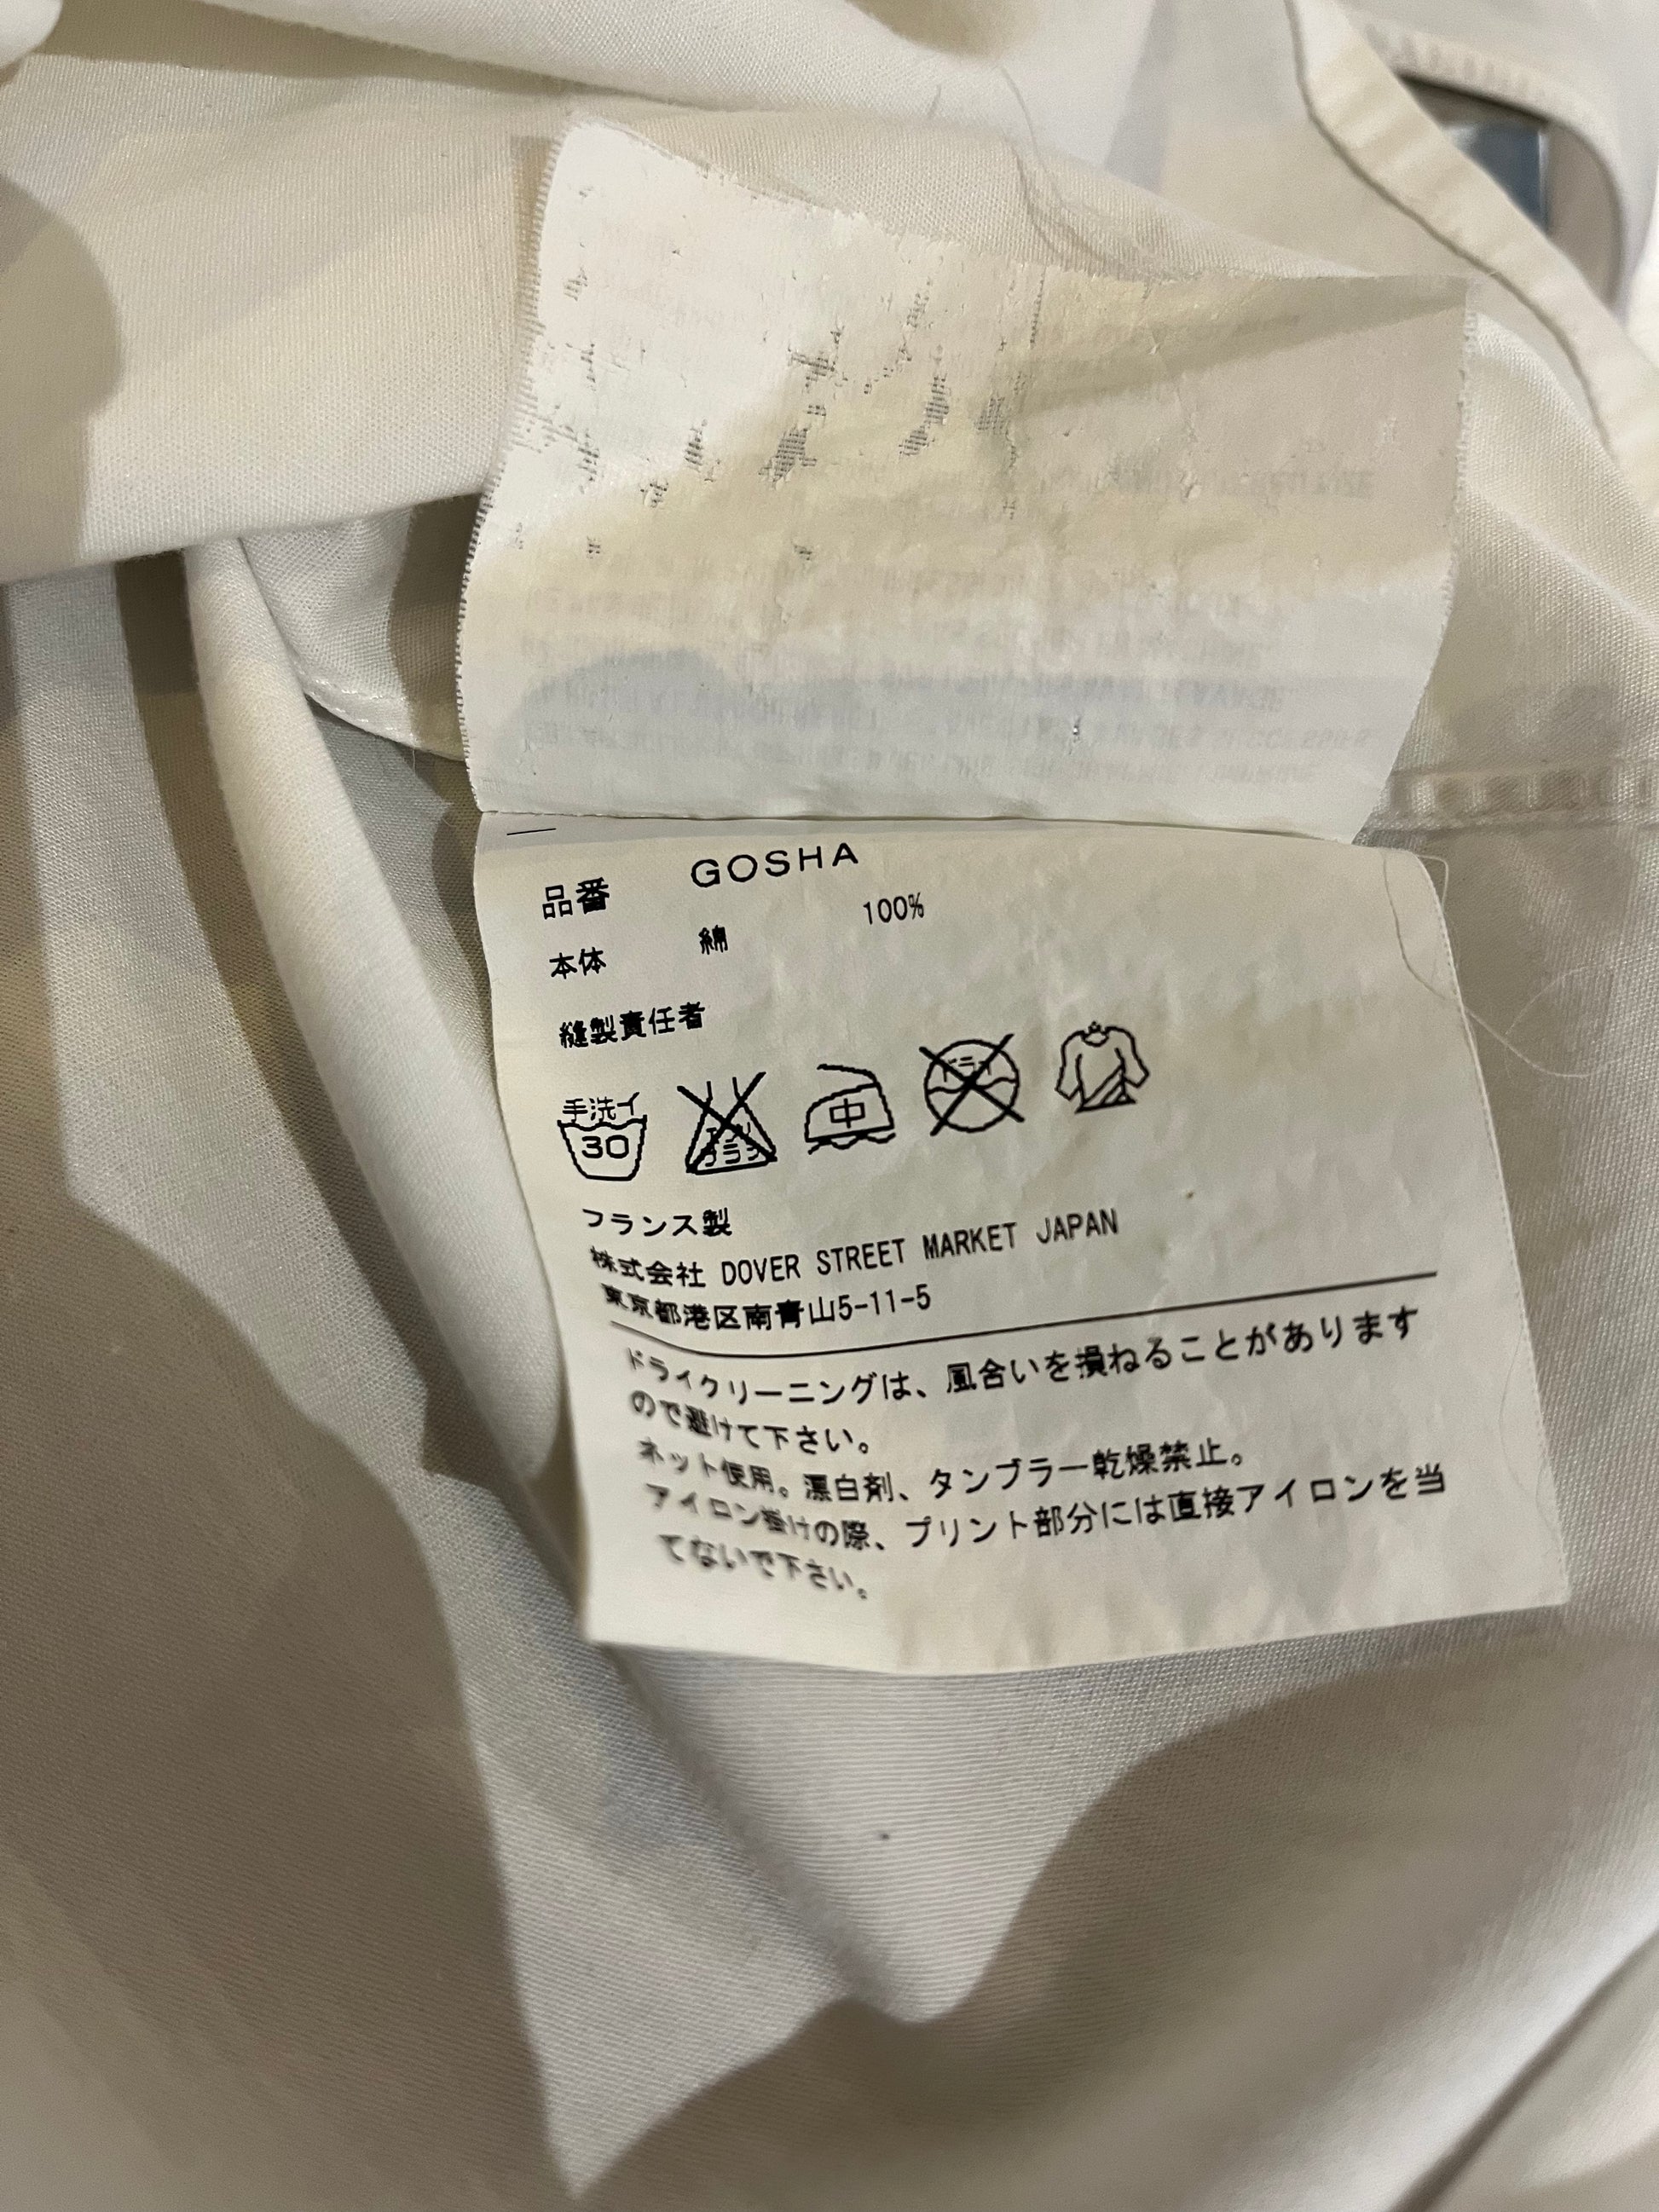 品番 GOSHA
本体 綿 100%
縫製責任者
手洗イ 30 中 ドライ
フランス製
株式会社 DOVER STREET MARKET JAPAN
東京都港区南青山5-11-5
ドライクリーニングは、風合いを損ねることがあります
ので避けて下さい。
ネット使用。漂白剤、タンブラー乾燥禁止。
アイロン掛けの際、プリント部分には直接アイロンを当
てないで下さい。